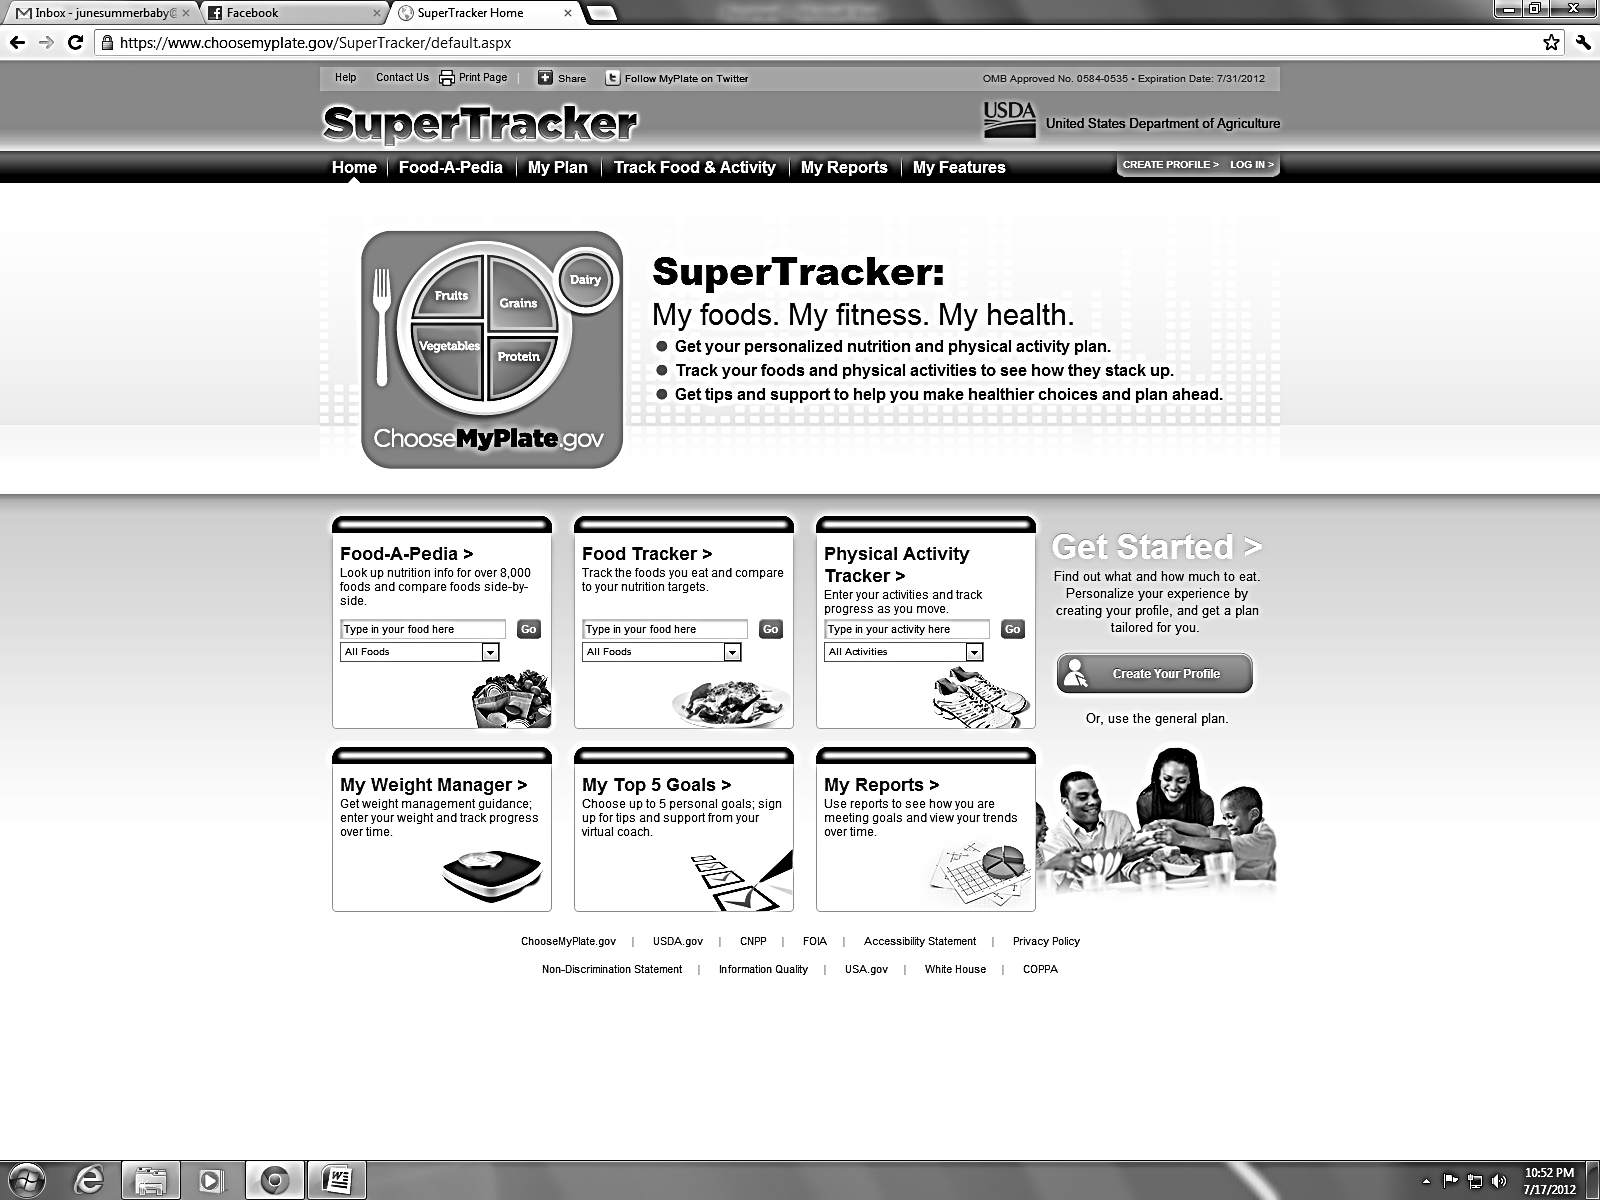 Inbox - junesummerbaby@
Facebook
SuperTracker Home
https://www.choosemyplate.gov/SuperTracker/default.aspx
Help Contact Us Print Page | Share Follow MyPlate on Twitter
OMB Approved No. 0584-0535 • Expiration Date: 7/31/2012
SuperTracker
USDA United States Department of Agriculture
Home Food-A-Pedia My Plan Track Food & Activity My Reports My Features
CREATE PROFILE > LOG IN >
Fruits
Grains
Dairy
Vegetables
Protein
ChooseMyPlate.gov
SuperTracker:
My foods. My fitness. My health.
Get your personalized nutrition and physical activity plan.
Track your foods and physical activities to see how they stack up.
Get tips and support to help you make healthier choices and plan ahead.
Food-A-Pedia >
Look up nutrition info for over 8,000
foods and compare foods side-by-
side.
Type in your food here Go
All Foods
Food Tracker >
Track the foods you eat and compare
to your nutrition targets.
Type in your food here Go
All Foods
Physical Activity
Tracker >
Enter your activities and track
progress as you move.
Type in your activity here Go
All Activities
Get Started >
Find out what and how much to eat.
Personalize your experience by
creating your profile, and get a plan
tailored for you.
Create Your Profile
Or, use the general plan.
My Weight Manager >
Get weight management guidance;
enter your weight and track progress
over time.
My Top 5 Goals >
Choose up to 5 personal goals; sign
up for tips and support from your
virtual coach.
My Reports >
Use reports to see how you are
meeting goals and view your trends
over time.
ChooseMyPlate.gov | USDA.gov | CNPP | FOIA | Accessibility Statement | Privacy Policy
Non-Discrimination Statement | Information Quality | USA.gov | White House | COPPA
10:52 PM
7/17/2012